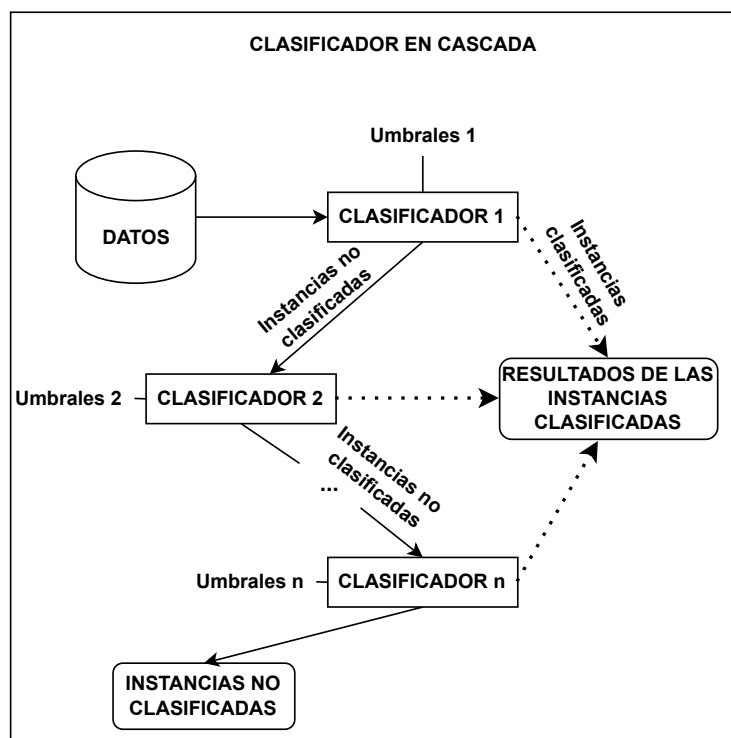 CLASIFICADOR EN CASCADA
Umbrales 1
DATOS
CLASIFICADOR 1
Instancias
clasificadas
Instancias no
clasificadas
Umbrales 2
CLASIFICADOR 2
RESULTADOS DE LAS
INSTANCIAS
CLASIFICADAS
Instancias no
clasificadas
...
Umbrales n
CLASIFICADOR n
INSTANCIAS NO
CLASIFICADAS